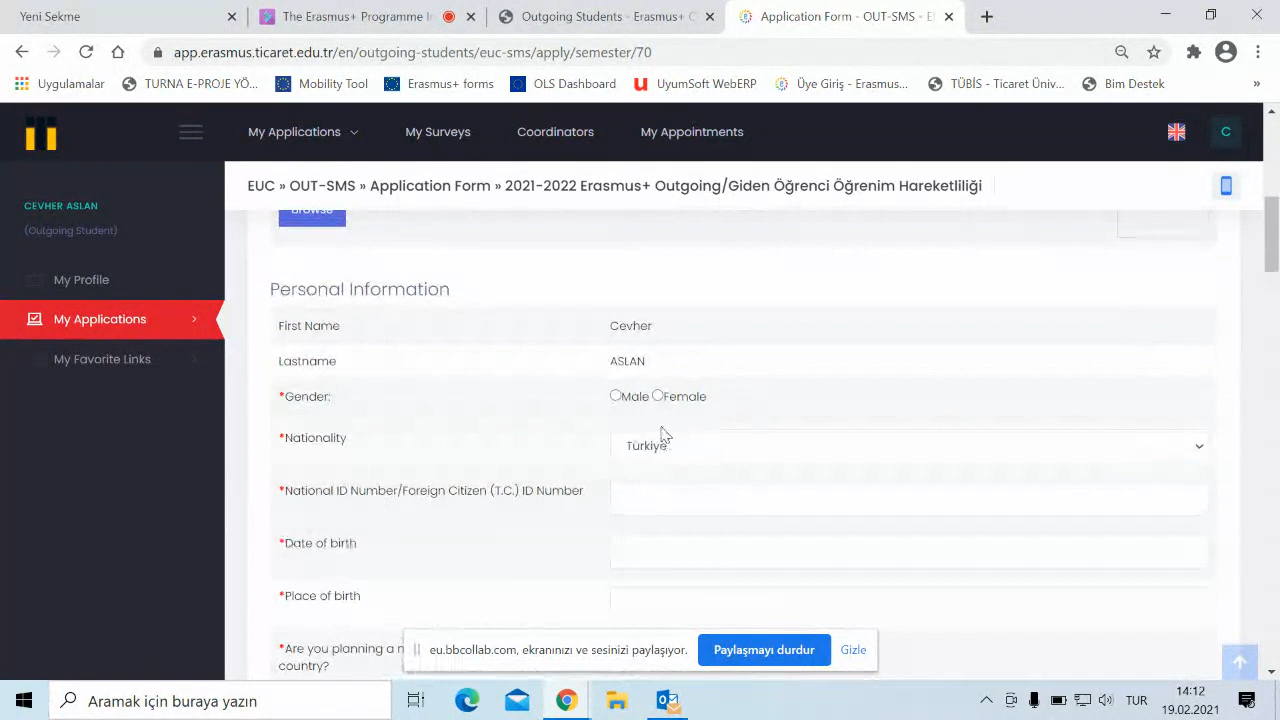 Yeni Sekme
The Erasmus+ Programme I
Outgoing Students - Erasmus+ C
Application Form - OUT-SMS - E
app.erasmus.ticaret.edu.tr/en/outgoing-students/euc-sms/apply/semester/70
Uygulamalar
TURNA E-PROJE YÖ...
Mobility Tool
Erasmus+ forms
OLS Dashboard
UyumSoft WebERP
Üye Giriş - Erasmus...
TÜBİS - Ticaret Üniv...
Bim Destek
»
My Applications
My Surveys
Coordinators
My Appointments
C
EUC » OUT-SMS » Application Form » 2021-2022 Erasmus+ Outgoing/Giden Öğrenci Öğrenim Hareketliliği
CEVHER ASLAN
(Outgoing Student)
My Profile
My Applications
My Favorite Links
Browse
Personal Information
First Name
Cevher
Lastname
ASLAN
*Gender:
Male Female
*Nationality
Türkiye
*National ID Number/Foreign Citizen (T.C.) ID Number
*Date of birth
*Place of birth
*Are you planning a
country?
eu.bbcollab.com, ekranınızı ve sesinizi paylaşıyor.
Paylaşmayı durdur
Gizle
Aramak için buraya yazın
TUR
14:12
19.02.2021